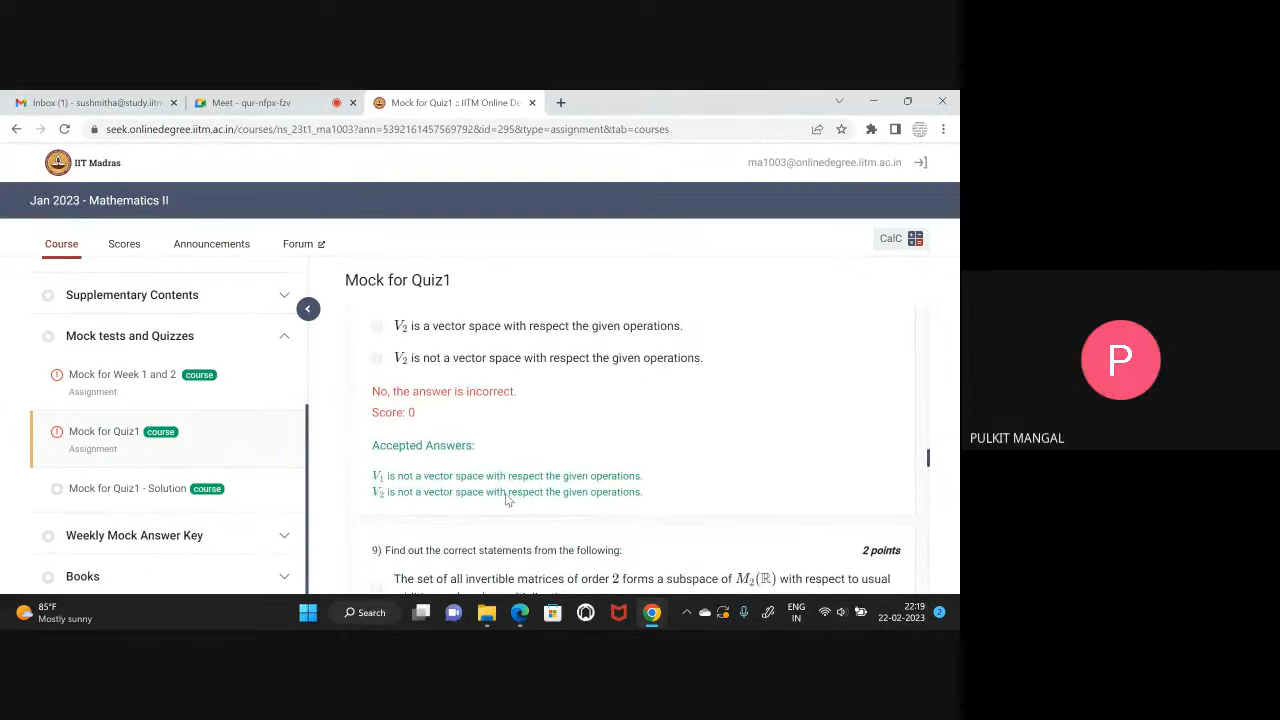 Inbox (1) - sushmitha@study.iitm
Meet - qur-nfpx-fzv
Mock for Quiz1 :: IITM Online De
seek.onlinedegree.iitm.ac.in/courses/ns_23t1_ma1003?ann=5392161457569792&id=295&type=assignment&tab=courses
IIT Madras
ma1003@onlinedegree.iitm.ac.in
Jan 2023 - Mathematics II
Course Scores Announcements Forum
CalC
Supplementary Contents
Mock tests and Quizzes
Mock for Week 1 and 2 course
Assignment
Mock for Quiz1 course
Assignment
Mock for Quiz1 - Solution course
Weekly Mock Answer Key
Books
Mock for Quiz1
V₂ is a vector space with respect the given operations.
V₂ is not a vector space with respect the given operations.
No, the answer is incorrect.
Score: 0
Accepted Answers:
V₁ is not a vector space with respect the given operations.
V₂ is not a vector space with respect the given operations.
9) Find out the correct statements from the following: 2 points
The set of all invertible matrices of order 2 forms a subspace of M₂(ℝ) with respect to usual
P
PULKIT MANGAL
85°F
Mostly sunny
Search
ENG
IN
22:19
22-02-2023
2